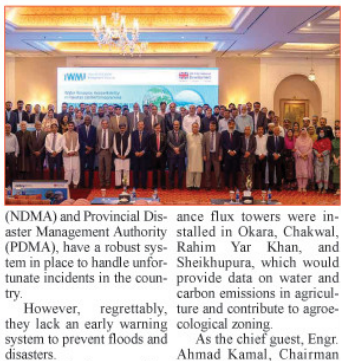 IWMI
(NDMA) and Provincial Dis-
aster Management Authority
(PDMA), have a robust sys-
tem in place to handle unfor-
tunate incidents in the coun-
try.
However, regrettably,
they lack an early warning
system to prevent floods and
disasters.
ance flux towers were in-
stalled in Okara, Chakwal,
Rahim Yar Khan, and
Sheikhupura, which would
provide data on water and
carbon emissions in agricul-
ture and contribute to agroe-
cological zoning.
As the chief guest, Engr.
Ahmad Kamal, Chairman